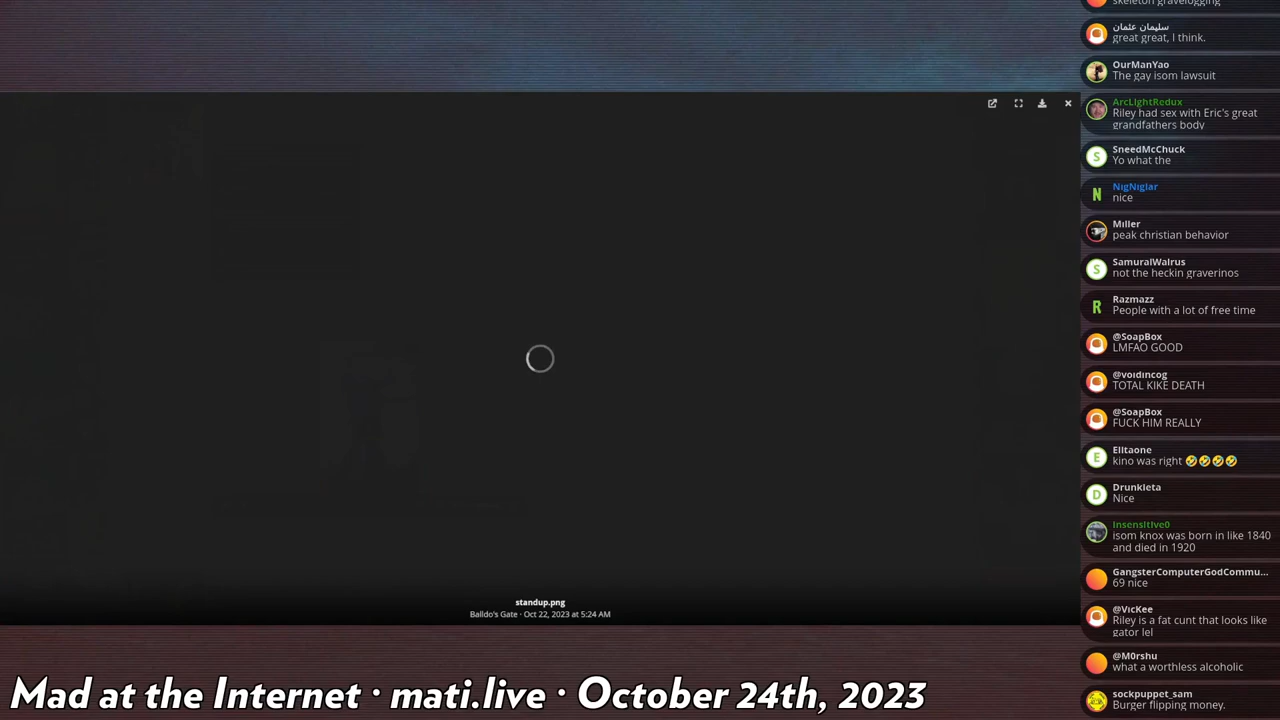 skeleton gravelogging
سليمان عثمان
great great, I think.
OurManYao
The gay isom lawsuit
ArcLIghtRedux
Riley had sex with Eric's great
grandfathers body
SneedMcChuck
Yo what the
NigNiglar
nice
Miller
peak christian behavior
SamuraiWalrus
not the heckin graverinos
Razmazz
People with a lot of free time
@SoapBox
LMFAO GOOD
@voidincog
TOTAL KIKE DEATH
@SoapBox
FUCK HIM REALLY
Elitaone
kino was right 🤣🤣🤣🤣
Drunkieta
Nice
Insensitive0
isom knox was born in like 1840
and died in 1920
GangsterComputerGodCommu...
69 nice
@VicKee
Riley is a fat cunt that looks like
gator lel
@M0rshu
what a worthless alcoholic
sockpuppet_sam
Burger flipping money.
standup.png
Balldo's Gate · Oct 22, 2023 at 5:24 AM
Mad at the Internet · mati.live · October 24th, 2023